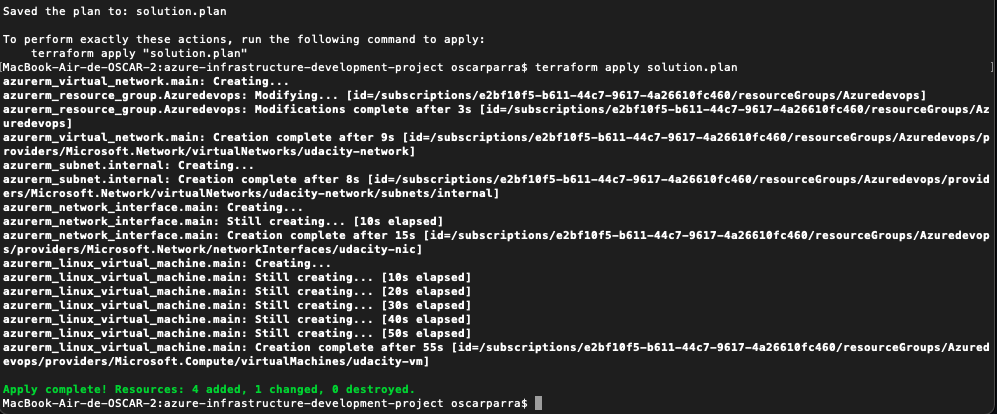 Saved the plan to: solution.plan
To perform exactly these actions, run the following command to apply:
    terraform apply "solution.plan"
[MacBook-Air-de-OSCAR-2:azure-infrastructure-development-project oscarparra$ terraform apply solution.plan ]
azurerm_virtual_network.main: Creating...
azurerm_resource_group.Azuredevops: Modifying... [id=/subscriptions/e2bf10f5-b611-44c7-9617-4a26610fc460/resourceGroups/Azuredevops]
azurerm_resource_group.Azuredevops: Modifications complete after 3s [id=/subscriptions/e2bf10f5-b611-44c7-9617-4a26610fc460/resourceGroups/Az
uredevops]
azurerm_virtual_network.main: Creation complete after 9s [id=/subscriptions/e2bf10f5-b611-44c7-9617-4a26610fc460/resourceGroups/Azuredevops/p
roviders/Microsoft.Network/virtualNetworks/udacity-network]
azurerm_subnet.internal: Creating...
azurerm_subnet.internal: Creation complete after 8s [id=/subscriptions/e2bf10f5-b611-44c7-9617-4a26610fc460/resourceGroups/Azuredevops/provid
ers/Microsoft.Network/virtualNetworks/udacity-network/subnets/internal]
azurerm_network_interface.main: Creating...
azurerm_network_interface.main: Still creating... [10s elapsed]
azurerm_network_interface.main: Creation complete after 15s [id=/subscriptions/e2bf10f5-b611-44c7-9617-4a26610fc460/resourceGroups/Azuredevop
s/providers/Microsoft.Network/networkInterfaces/udacity-nic]
azurerm_linux_virtual_machine.main: Creating...
azurerm_linux_virtual_machine.main: Still creating... [10s elapsed]
azurerm_linux_virtual_machine.main: Still creating... [20s elapsed]
azurerm_linux_virtual_machine.main: Still creating... [30s elapsed]
azurerm_linux_virtual_machine.main: Still creating... [40s elapsed]
azurerm_linux_virtual_machine.main: Still creating... [50s elapsed]
azurerm_linux_virtual_machine.main: Creation complete after 55s [id=/subscriptions/e2bf10f5-b611-44c7-9617-4a26610fc460/resourceGroups/Azured
evops/providers/Microsoft.Compute/virtualMachines/udacity-vm]
Apply complete! Resources: 4 added, 1 changed, 0 destroyed.
MacBook-Air-de-OSCAR-2:azure-infrastructure-development-project oscarparra$